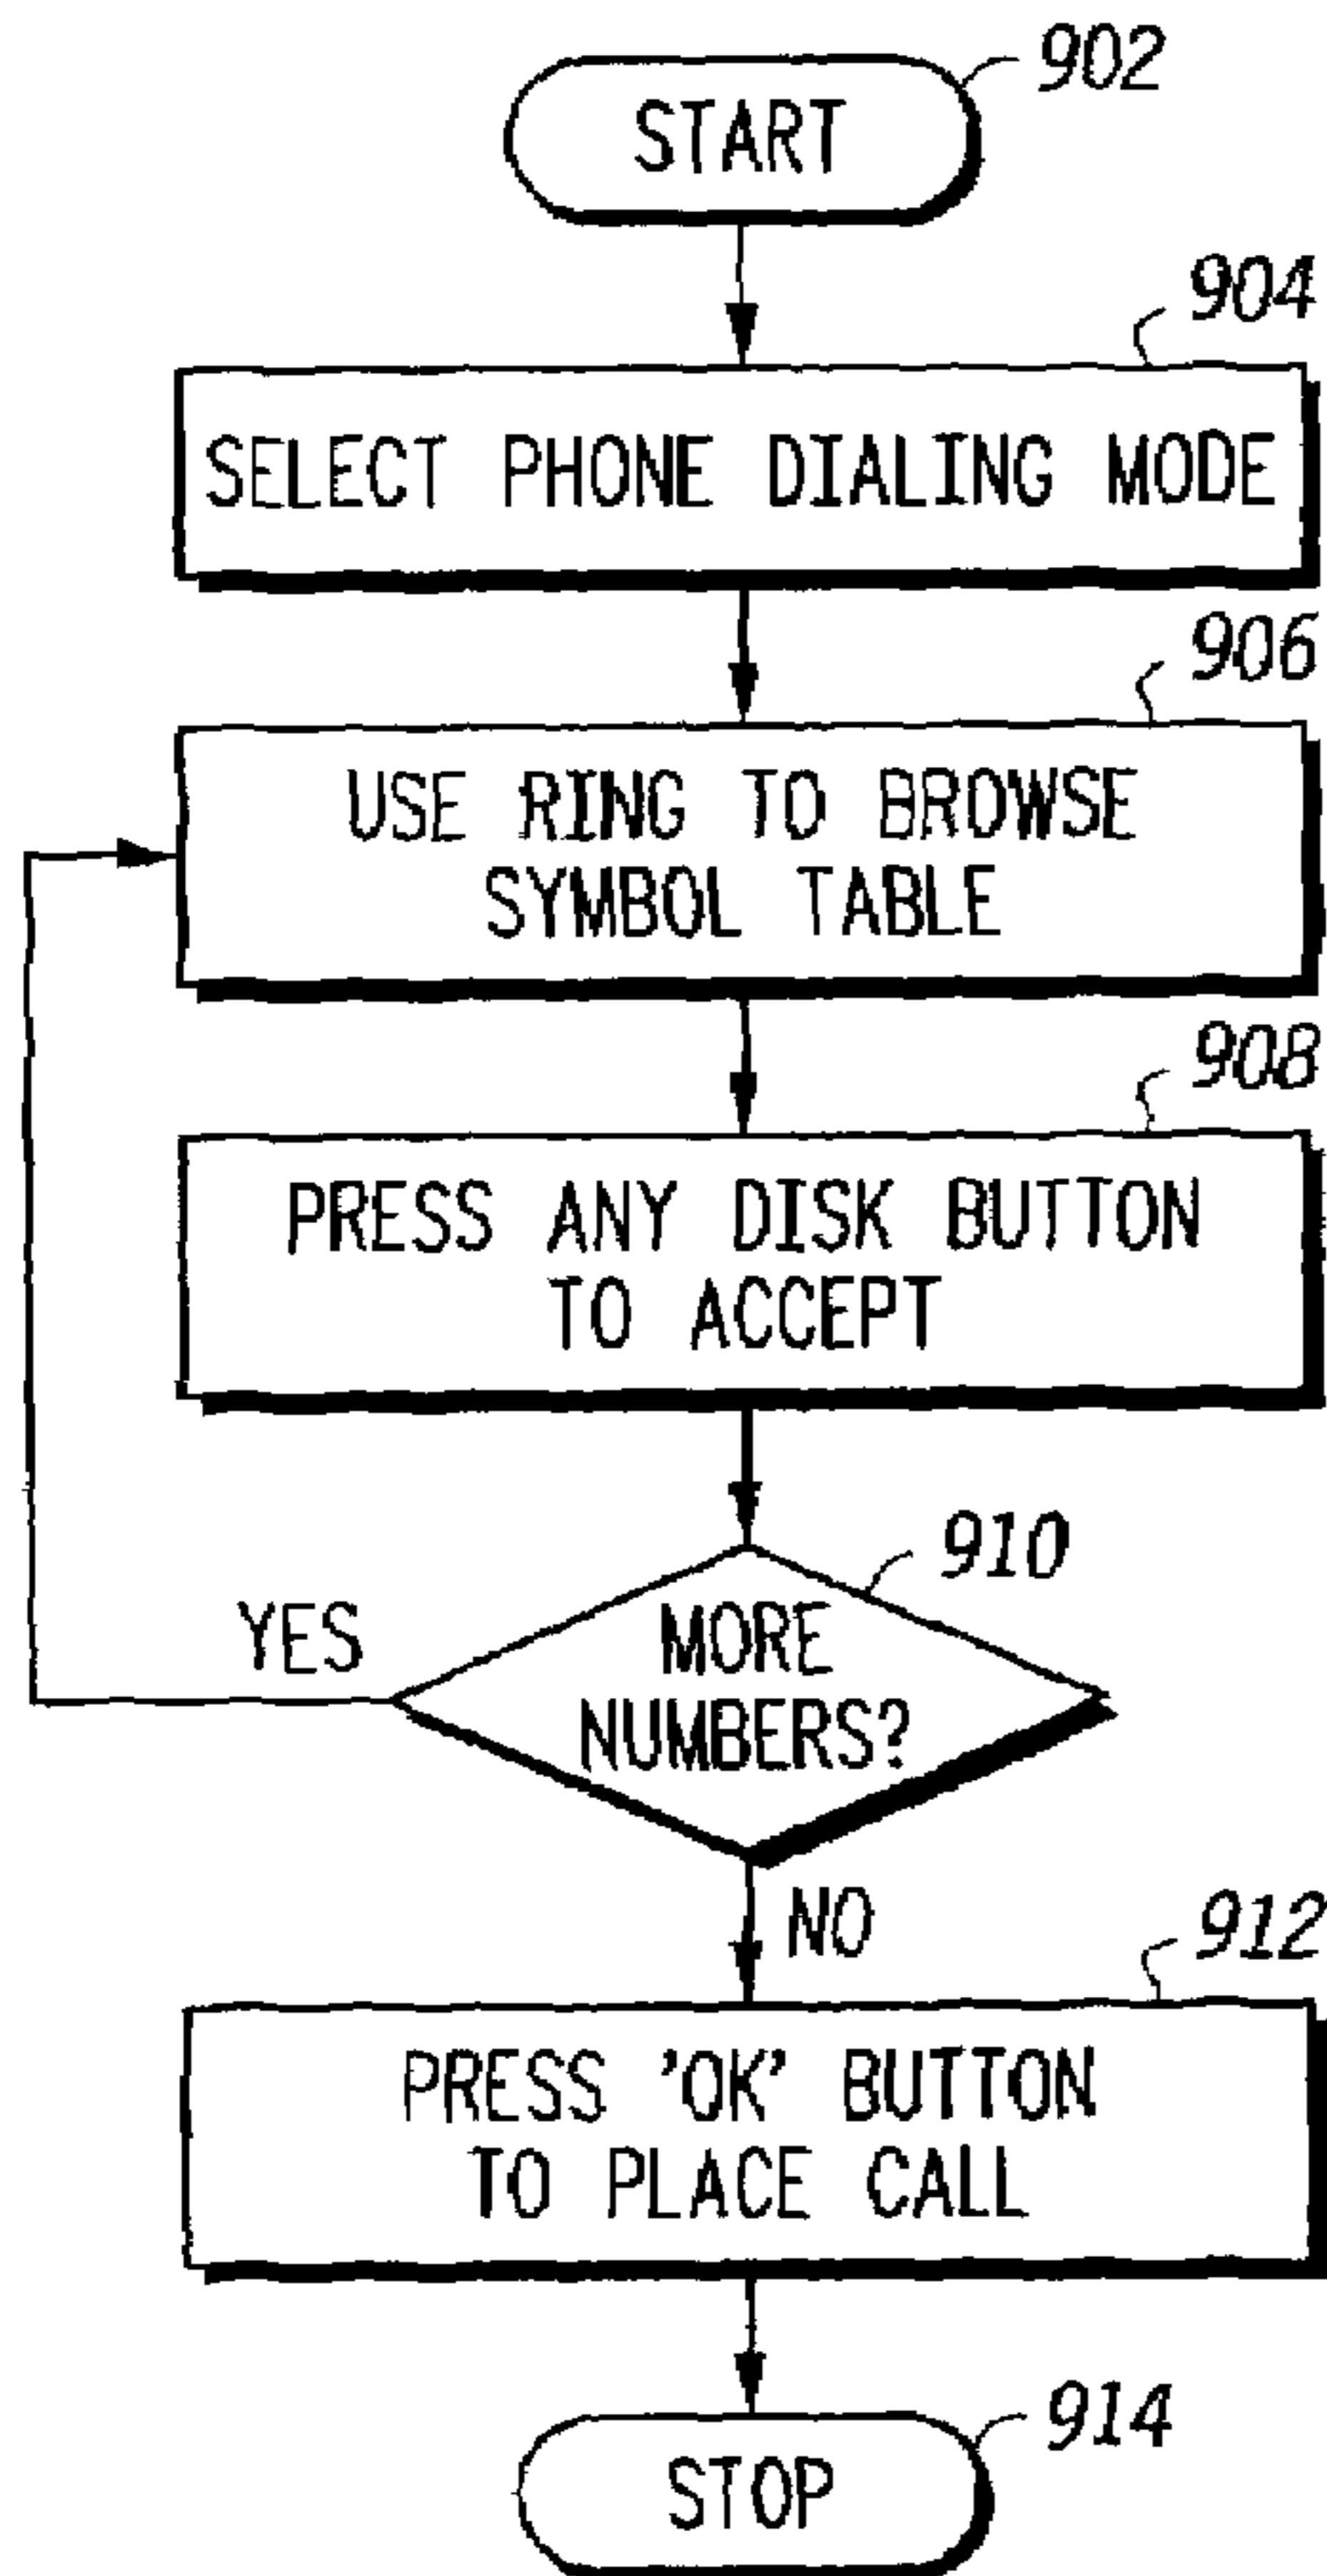 902
START
904
SELECT PHONE DIALING MODE
906
USE RING TO BROWSE
SYMBOL TABLE
908
PRESS ANY DISK BUTTON
TO ACCEPT
910
YES
MORE
NUMBERS?
NO
912
PRESS 'OK' BUTTON
TO PLACE CALL
914
STOP